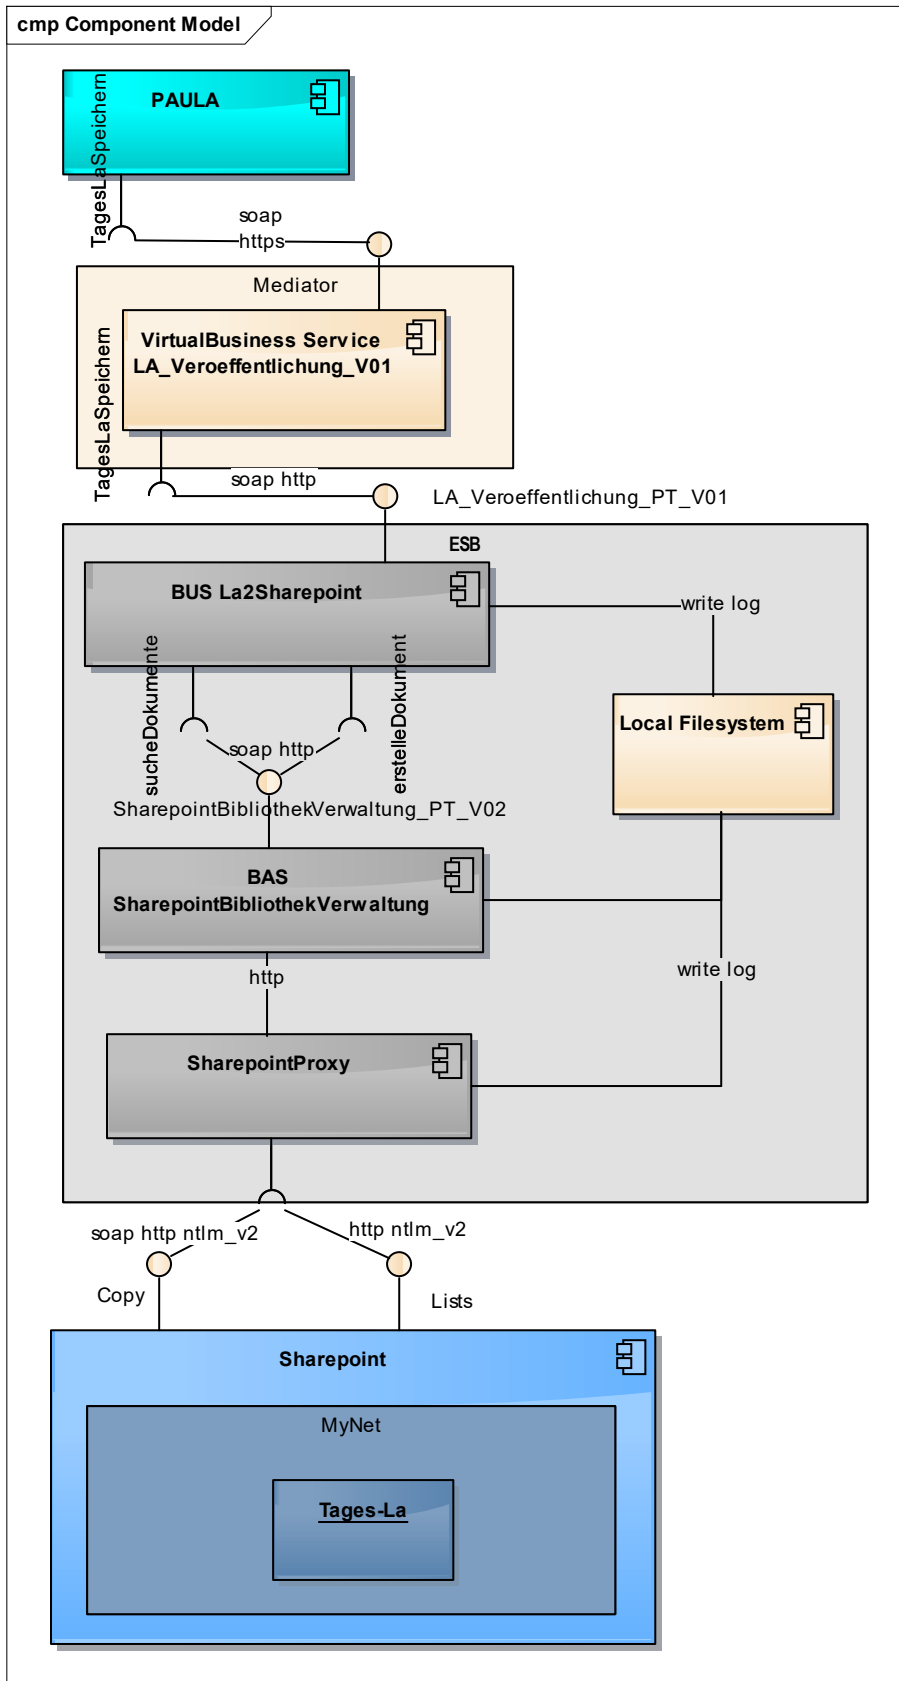 cmp Component Model
PAULA
TagesLaSpeichern
soap
https
Mediator
VirtualBusiness Service
LA_Veroeffentlichung_V01
TagesLaSpeichern
soap http
LA_Veroeffentlichung_PT_V01
ESB
BUS La2Sharepoint
write log
sucheDokumente
erstelleDokument
Local Filesystem
soap http
SharepointBibliothekVerwaltung_PT_V02
BAS
SharepointBibliothekVerwaltung
write log
http
SharepointProxy
soap http ntlm_v2
http ntlm_v2
Copy
Lists
Sharepoint
MyNet
Tages-La